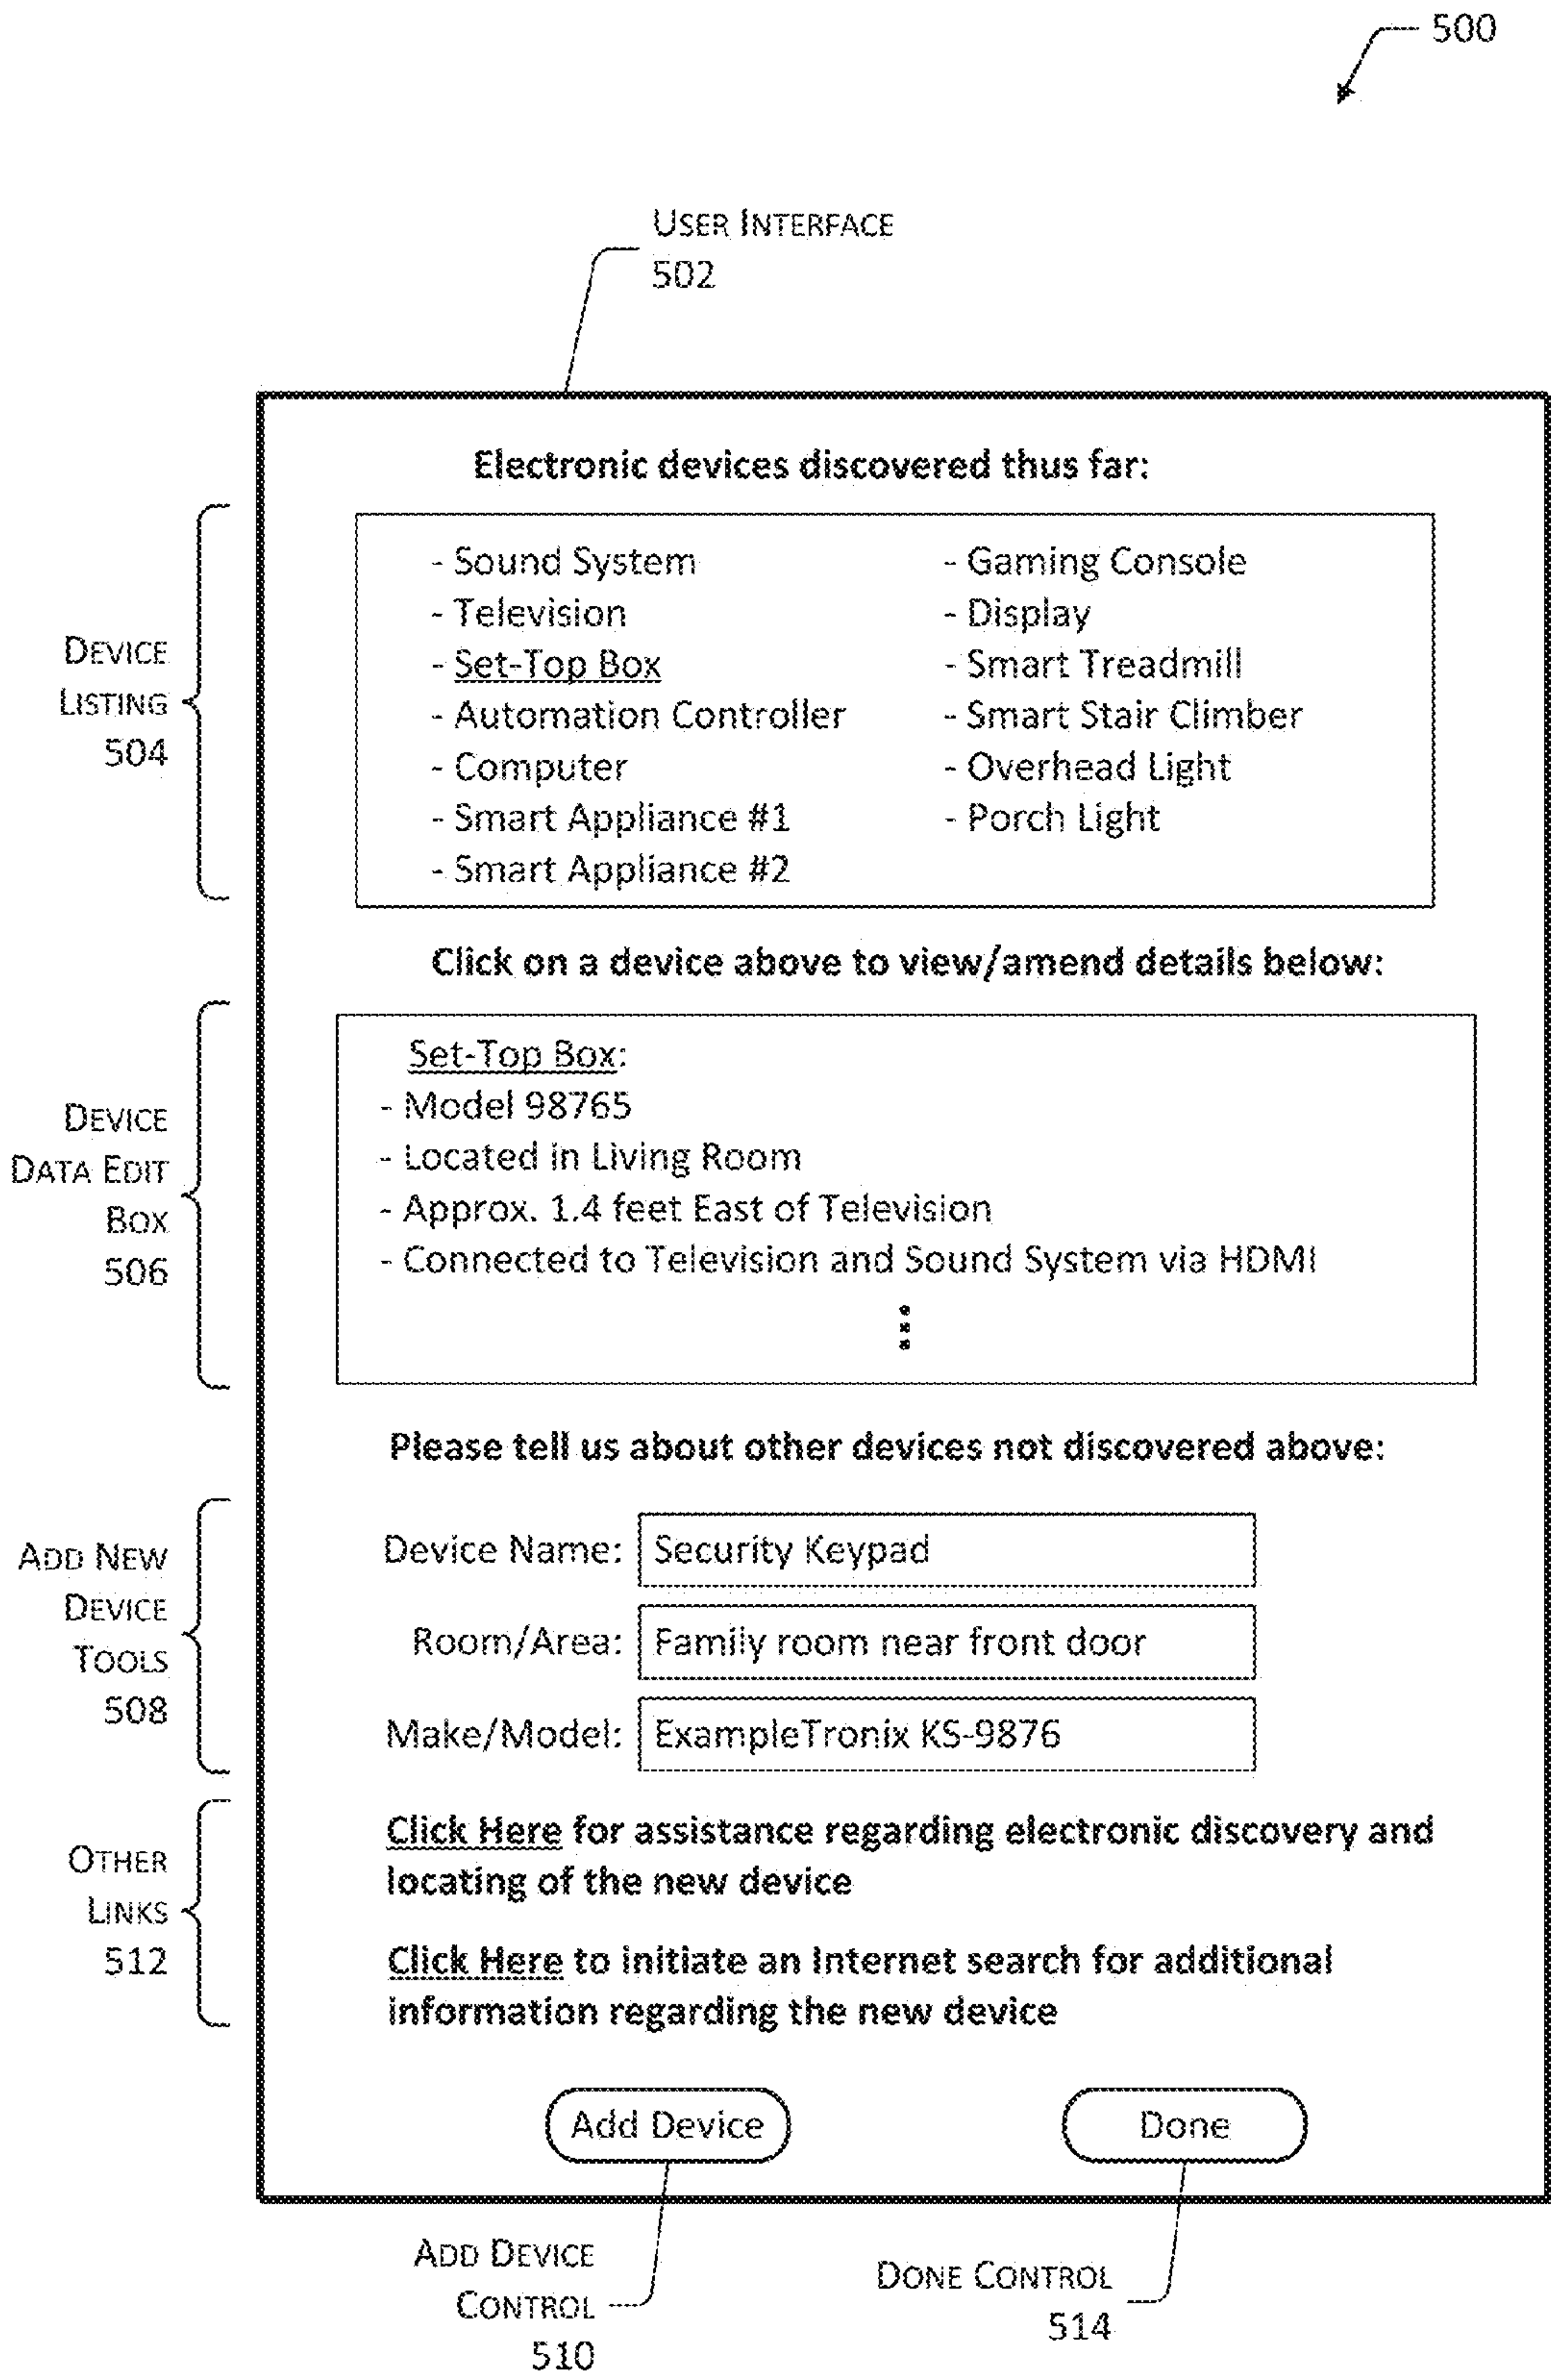 500
USER INTERFACE
502
Electronic devices discovered thus far:
DEVICE
LISTING
504
- Sound System
- Television
- Set-Top Box
- Automation Controller
- Computer
- Smart Appliance #1
- Smart Appliance #2
- Gaming Console
- Display
- Smart Treadmill
- Smart Stair Climber
- Overhead Light
- Porch Light
Click on a device above to view/amend details below:
DEVICE
DATA EDIT
BOX
506
Set-Top Box:
- Model 98765
- Located in Living Room
- Approx. 1.4 feet East of Television
- Connected to Television and Sound System via HDMI
Please tell us about other devices not discovered above:
ADD NEW
DEVICE
TOOLS
508
Device Name: Security Keypad
Room/Area: Family room near front door
Make/Model: ExampleTronix KS-9876
OTHER
LINKS
512
Click Here for assistance regarding electronic discovery and
locating of the new device
Click Here to initiate an Internet search for additional
information regarding the new device
Add Device
Done
ADD DEVICE
CONTROL
510
DONE CONTROL
514